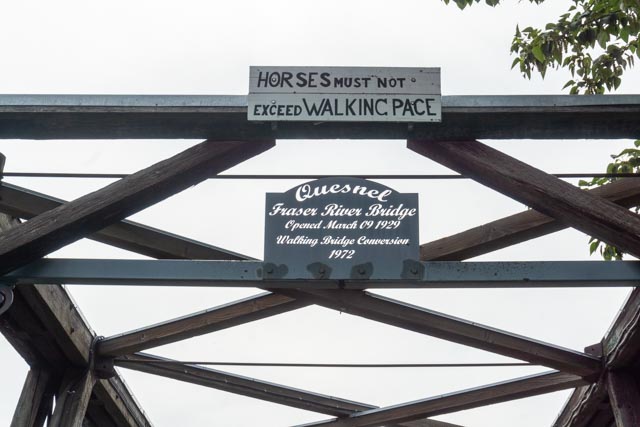 HORSES MUST NOT
EXCEED WALKING PACE
Quesnel
Fraser River Bridge
Opened March 09 1929
Walking Bridge Conversion
1972